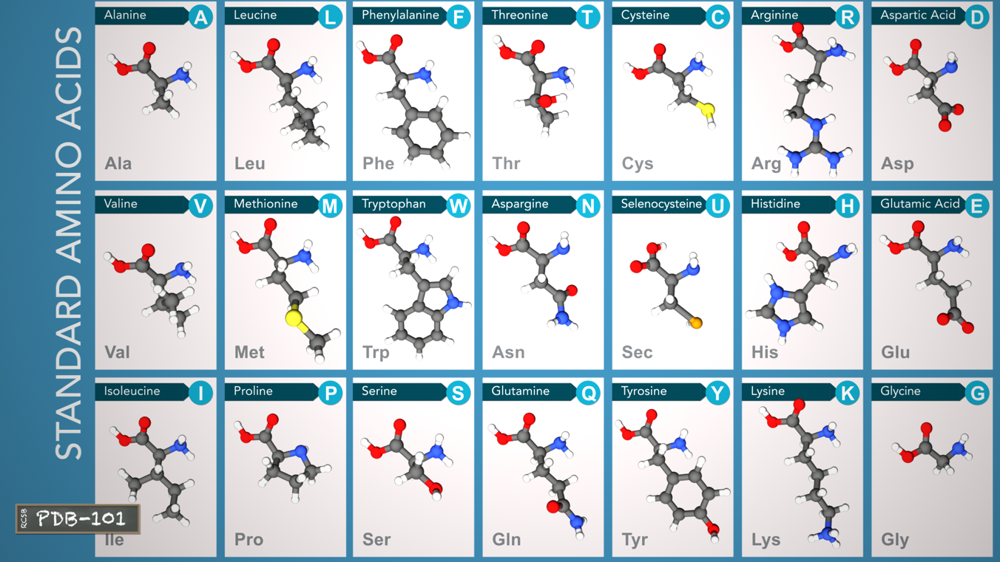 STANDARD AMINO ACIDS
Alanine A
Ala
Leucine L
Leu
Phenylalanine F
Phe
Threonine T
Thr
Cysteine C
Cys
Arginine R
Arg
Aspartic Acid D
Asp
Valine V
Val
Methionine M
Met
Tryptophan W
Trp
Aspargine N
Asn
Selenocysteine U
Sec
Histidine H
His
Glutamic Acid E
Glu
Isoleucine I
Ile
Proline P
Pro
Serine S
Ser
Glutamine Q
Gln
Tyrosine Y
Tyr
Lysine K
Lys
Glycine G
Gly
RCSB
PDB-101